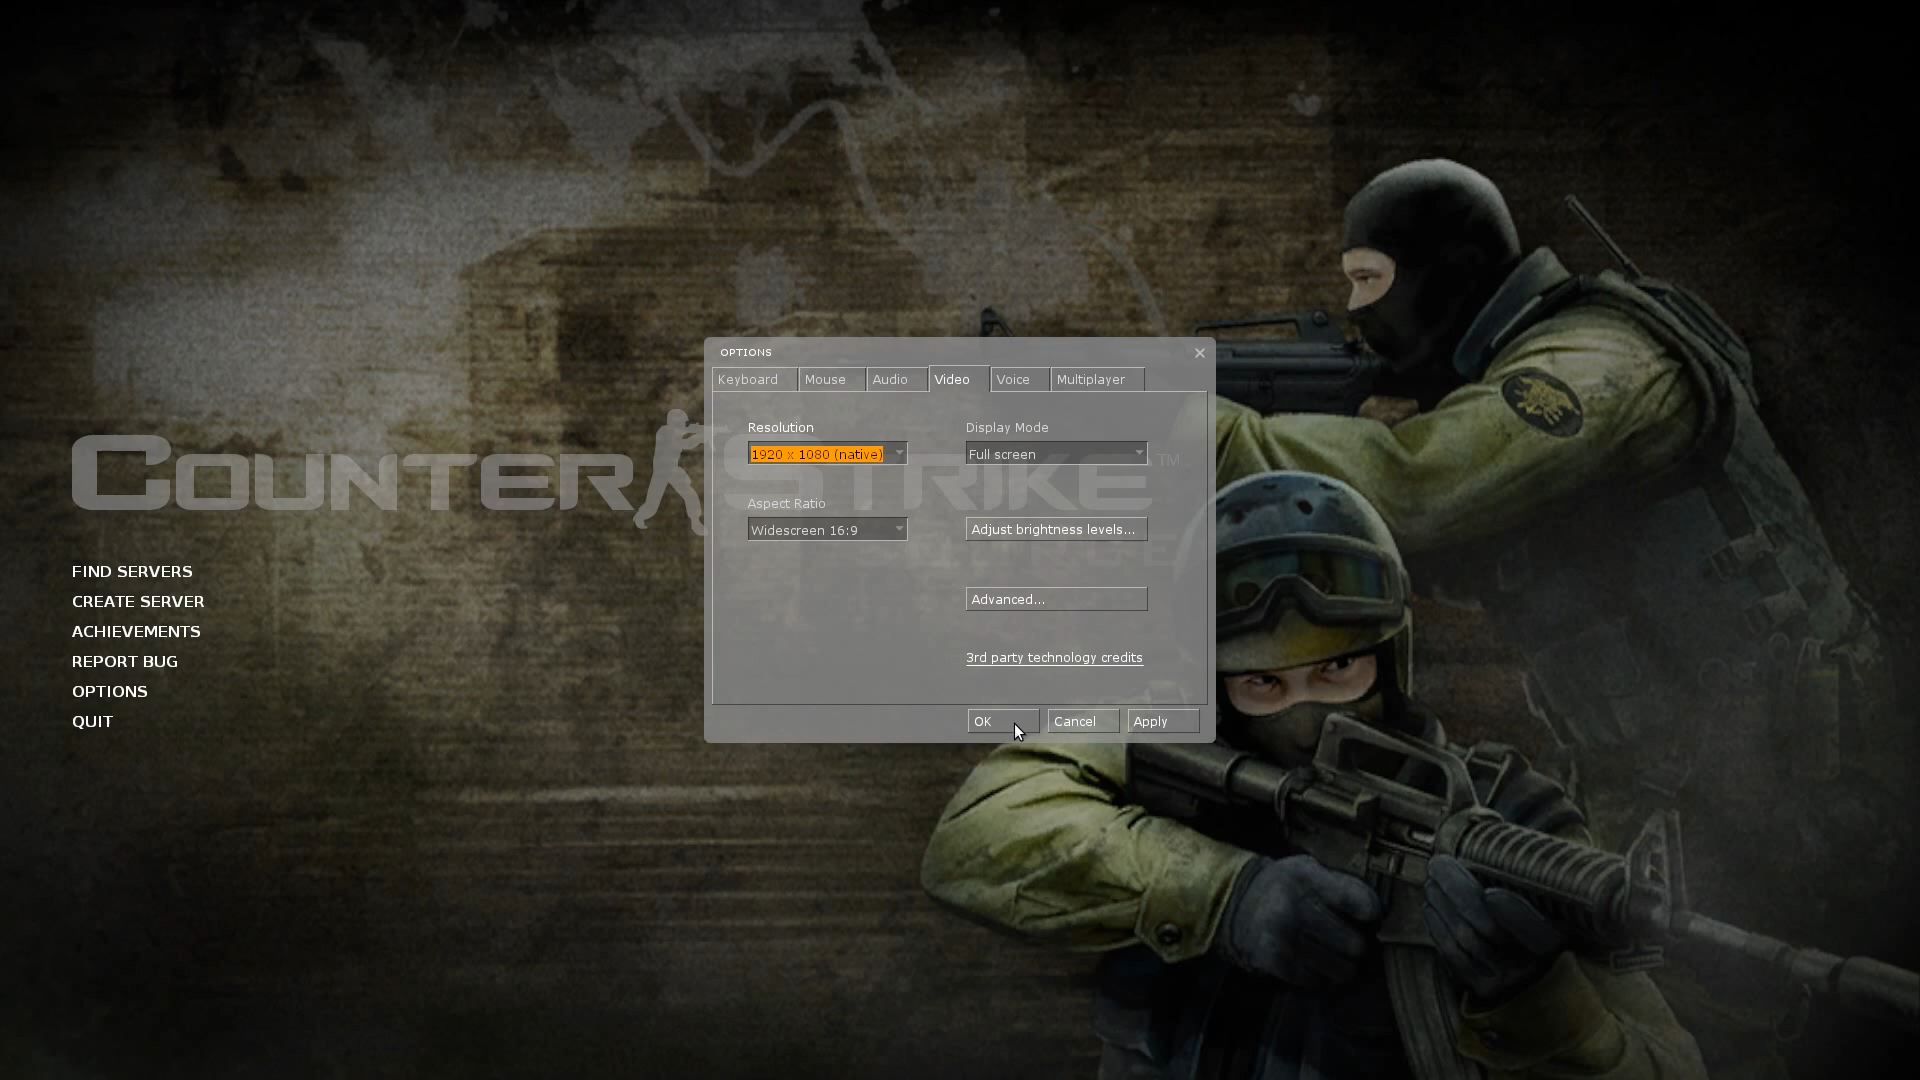 OPTIONS
Keyboard
Mouse
Audio
Video
Voice
Multiplayer
Resolution
Display Mode
1920 x 1080 (native)
Full screen
COUNTER STRIKE™
Aspect Ratio
Widescreen 16:9
Adjust brightness levels...
FIND SERVERS
CREATE SERVER
Advanced...
ACHIEVEMENTS
REPORT BUG
3rd party technology credits
OPTIONS
QUIT
OK
Cancel
Apply